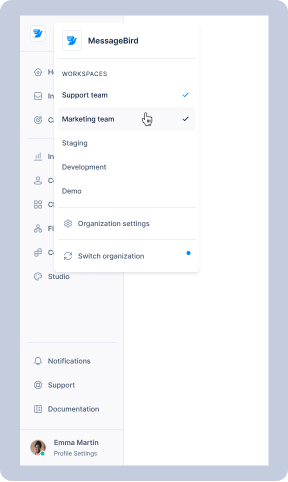 MessageBird
WORKSPACES
Support team
Marketing team
Staging
Development
Demo
Organization settings
Switch organization
Studio
Notifications
Support
Documentation
Emma Martin
Profile Settings